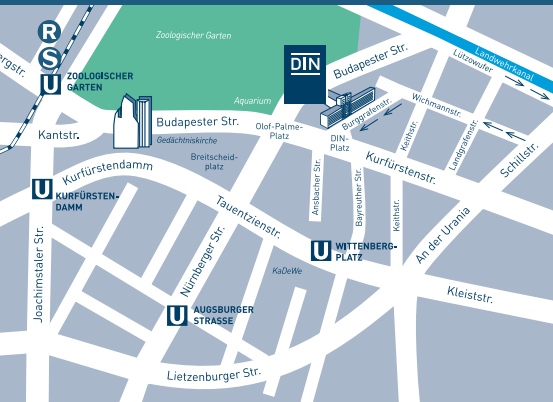 Zoologischer Garten
R
S
U
ZOOLOGISCHER
GARTEN
DIN
Budapester Str.
Landwehrkanal
Lützowufer
Aquarium
Wichmannstr.
Burggrafenstr.
Budapester Str.
Olof-Palme-
Platz
DIN-
Platz
Keithstr.
Landgrafenstr.
Schillstr.
Kantstr.
Gedächtniskirche
Breitscheid-
platz
Kurfürstenstr.
Kurfürstendamm
Ansbacher Str.
Bayreuther Str.
Keithstr.
U
KURFÜRSTEN-
DAMM
Tauentzienstr.
An der Urania
U
WITTENBERG-
PLATZ
Joachimstaler Str.
Nürnberger Str.
KaDeWe
Kleiststr.
U
AUGSBURGER
STRASSE
Lietzenburger Str.